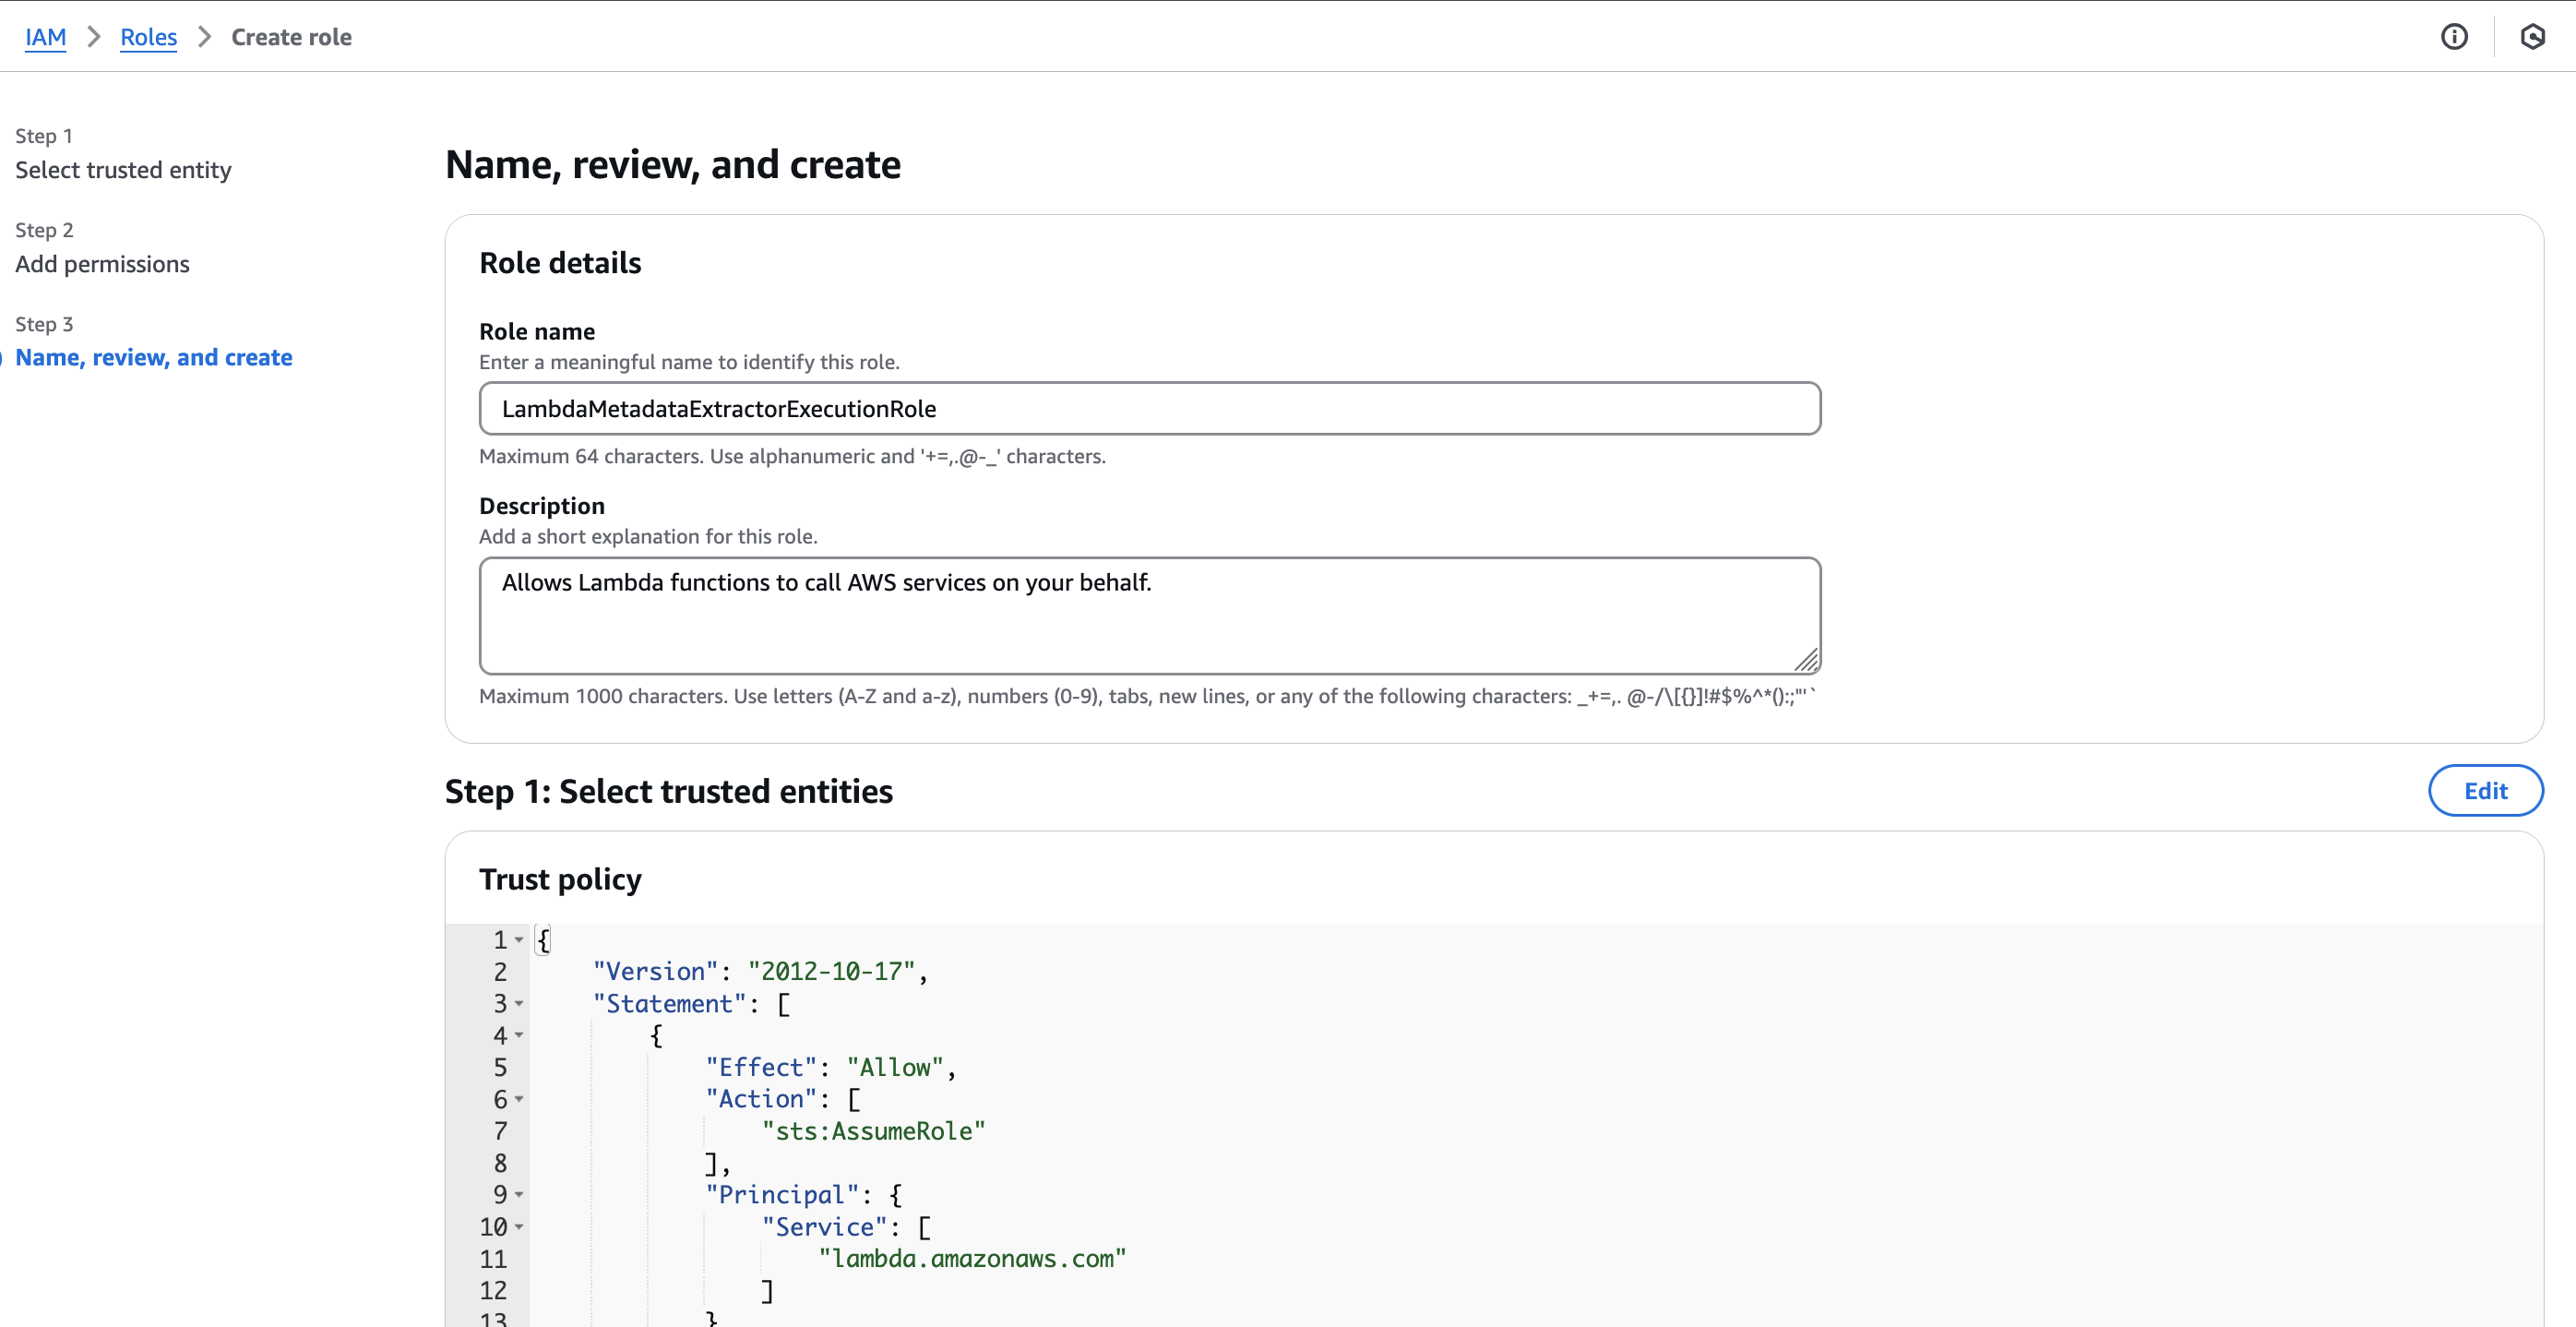 IAM > Roles > Create role
Step 1
Select trusted entity
Step 2
Add permissions
Step 3
Name, review, and create
Name, review, and create
Role details
Role name
Enter a meaningful name to identify this role.
LambdaMetadataExtractorExecutionRole
Maximum 64 characters. Use alphanumeric and '+=,.@-_' characters.
Description
Add a short explanation for this role.
Allows Lambda functions to call AWS services on your behalf.
Maximum 1000 characters. Use letters (A-Z and a-z), numbers (0-9), tabs, new lines, or any of the following characters: _+=,. @-/\[{}]!#$%^*();:"'`
Step 1: Select trusted entities
Edit
Trust policy
1 {
2 "Version": "2012-10-17",
3 "Statement": [
4 {
5 "Effect": "Allow",
6 "Action": [
7 "sts:AssumeRole"
8 ],
9 "Principal": {
10 "Service": [
11 "lambda.amazonaws.com"
12 ]
13 }